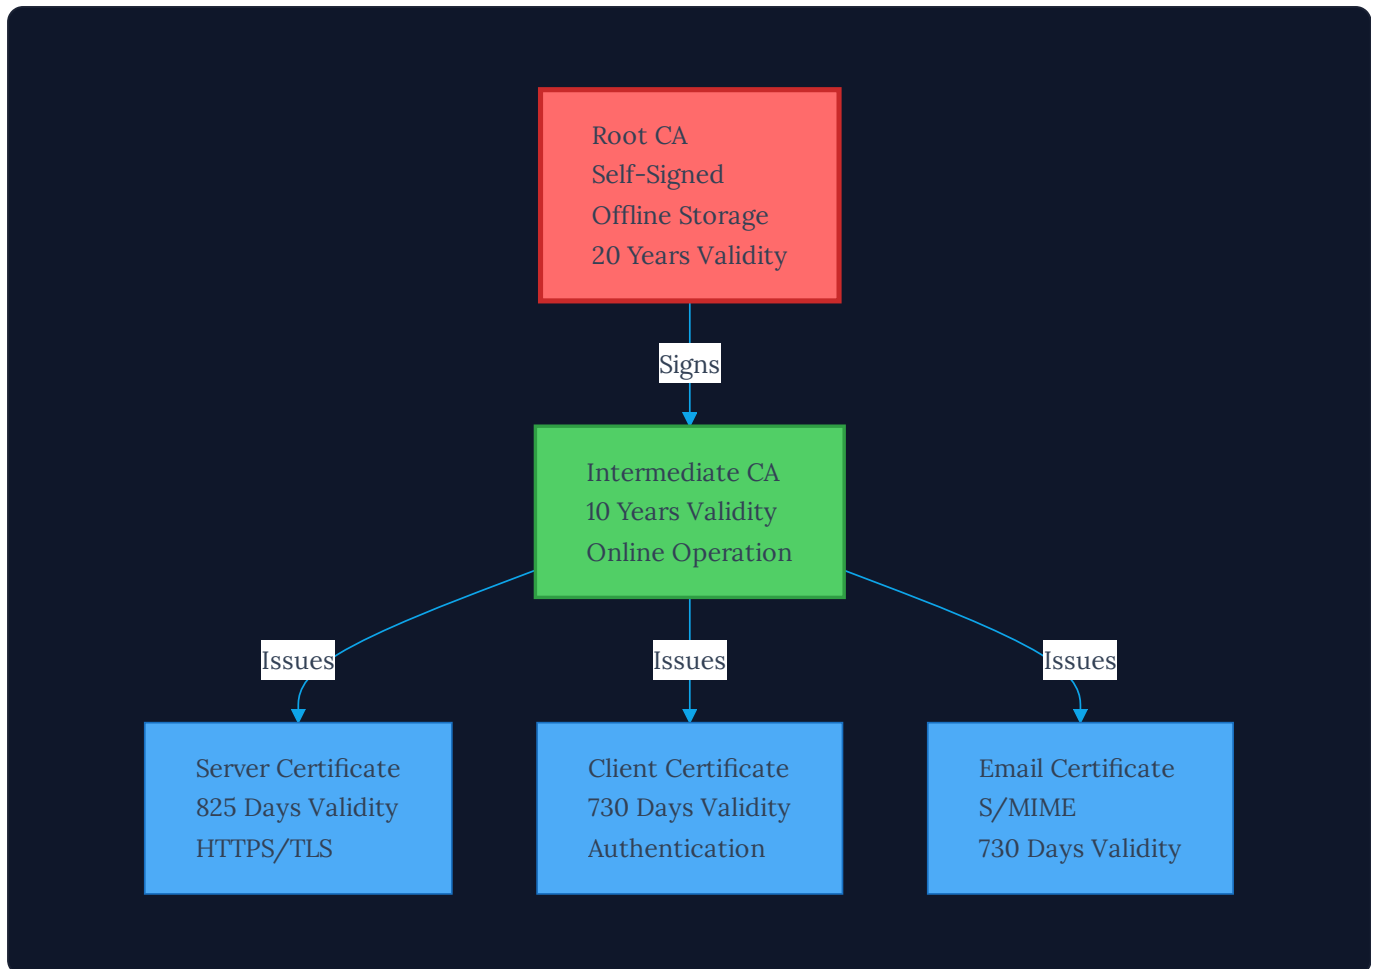 Root CA
Self-Signed
Offline Storage
20 Years Validity
Signs
Intermediate CA
10 Years Validity
Online Operation
Issues
Issues
Issues
Server Certificate
825 Days Validity
HTTPS/TLS
Client Certificate
730 Days Validity
Authentication
Email Certificate
S/MIME
730 Days Validity